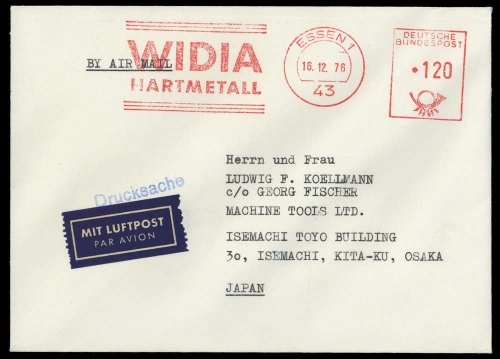 BY AIR MAIL
WIDIA
HARTMETALL
ESSEN 1
16.12.76
43
DEUTSCHE
BUNDESPOST
120
Drucksache
MIT LUFTPOST
PAR AVION
Herrn und Frau
LUDWIG F. KOELLMANN
c/o GEORG FISCHER
MACHINE TOOLS LTD.
ISEMACHI TOYO BUILDING
30, ISEMACHI, KITA-KU, OSAKA
JAPAN